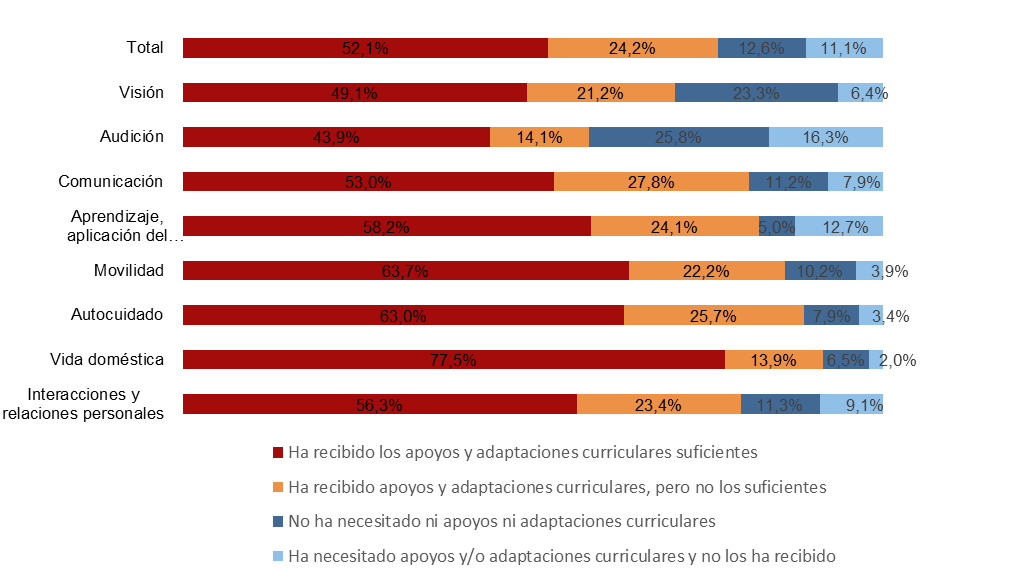 Total 52,1% 24,2% 12,6% 11,1%
Visión 49,1% 21,2% 23,3% 6,4%
Audición 43,9% 14,1% 25,8% 16,3%
Comunicación 53,0% 27,8% 11,2% 7,9%
Aprendizaje,
aplicación del… 58,2% 24,1% 5,0% 12,7%
Movilidad 63,7% 22,2% 10,2% 3,9%
Autocuidado 63,0% 25,7% 7,9% 3,4%
Vida doméstica 77,5% 13,9% 6,5% 2,0%
Interacciones y
relaciones personales 56,3% 23,4% 11,3% 9,1%
Ha recibido los apoyos y adaptaciones curriculares suficientes
Ha recibido apoyos y adaptaciones curriculares, pero no los suficientes
No ha necesitado ni apoyos ni adaptaciones curriculares
Ha necesitado apoyos y/o adaptaciones curriculares y no los ha recibido